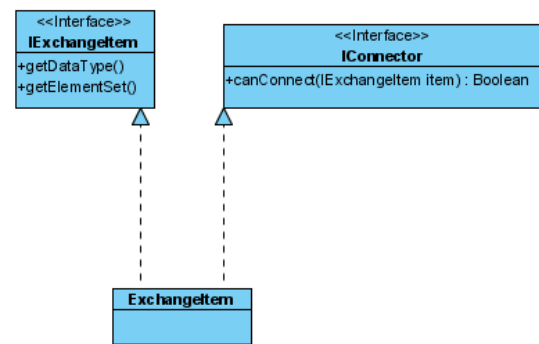 <<Interface>>
IExchangeItem
+getDataType()
+getElementSet()
<<Interface>>
IConnector
+canConnect(IExchangeItem item) : Boolean
ExchangeItem